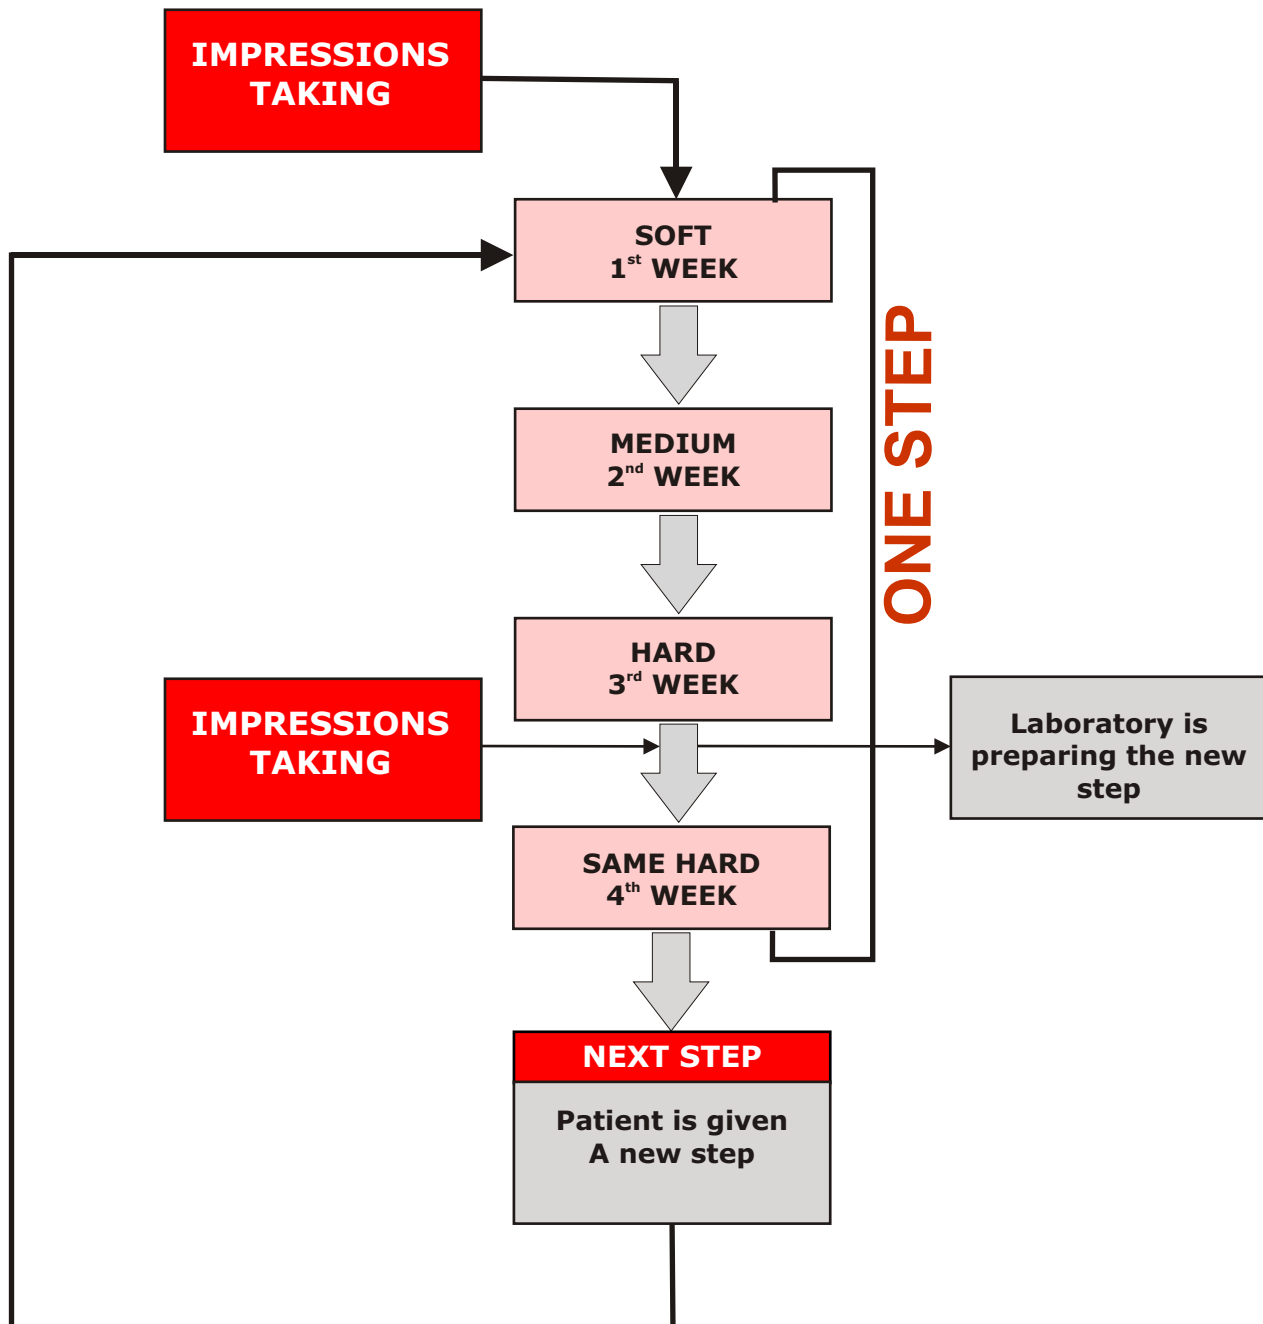 IMPRESSIONS
TAKING
SOFT
1st WEEK
MEDIUM
2nd WEEK
ONE STEP
HARD
3rd WEEK
IMPRESSIONS
TAKING
Laboratory is
preparing the new
step
SAME HARD
4th WEEK
NEXT STEP
Patient is given
A new step